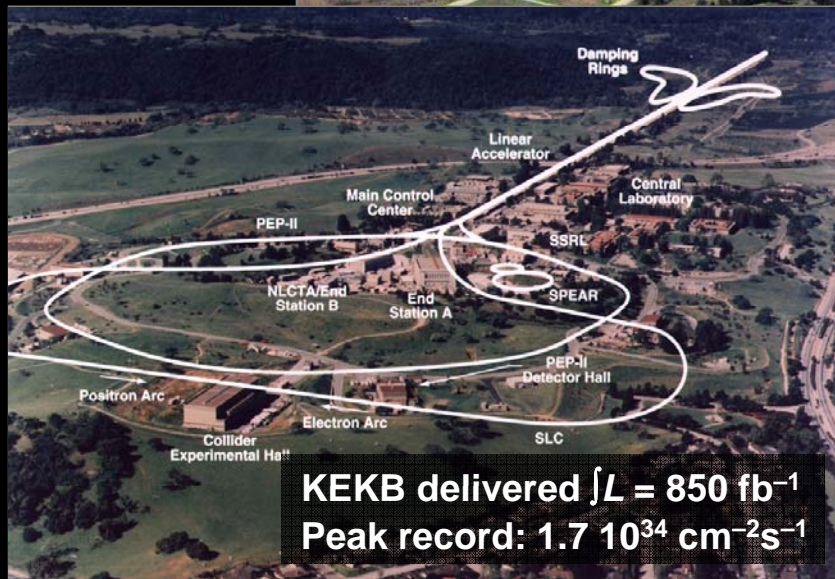 Damping
Rings
Linear
Accelerator
Central
Laboratory
Main Control
Center
PEP-II
SSRL
NLCTA/End
Station B
End
Station A
SPEAR
PEP-II
Detector Hall
Positron Arc
Electron Arc
Collider
Experimental Hall
SLC
KEKB delivered ∫L = 850 fb⁻¹
Peak record: 1.7 10³⁴ cm⁻²s⁻¹